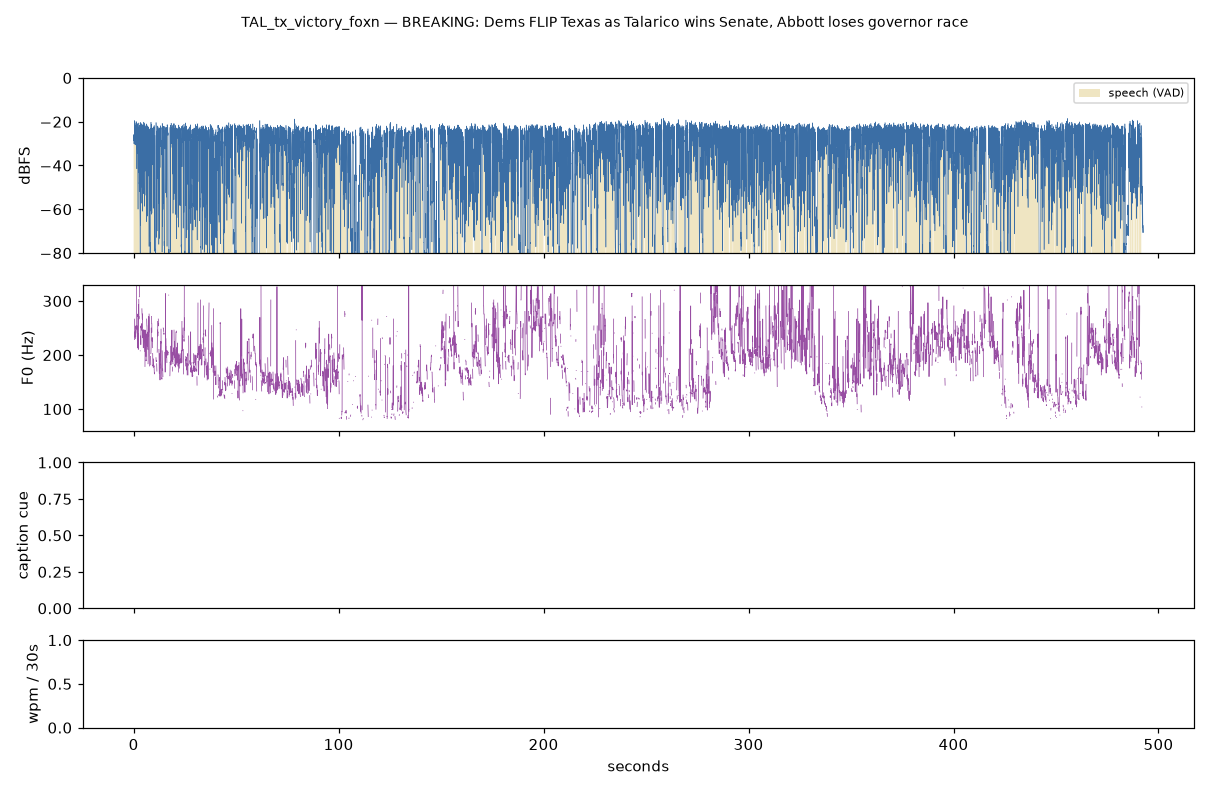 TAL_tx_victory_foxn — BREAKING: Dems FLIP Texas as Talarico wins Senate, Abbott loses governor race
speech (VAD)
0
−20
−40
−60
−80
dBFS
300
200
100
F0 (Hz)
1.00
0.75
0.50
0.25
0.00
caption cue
1.0
0.5
0.0
wpm / 30s
0 100 200 300 400 500
seconds